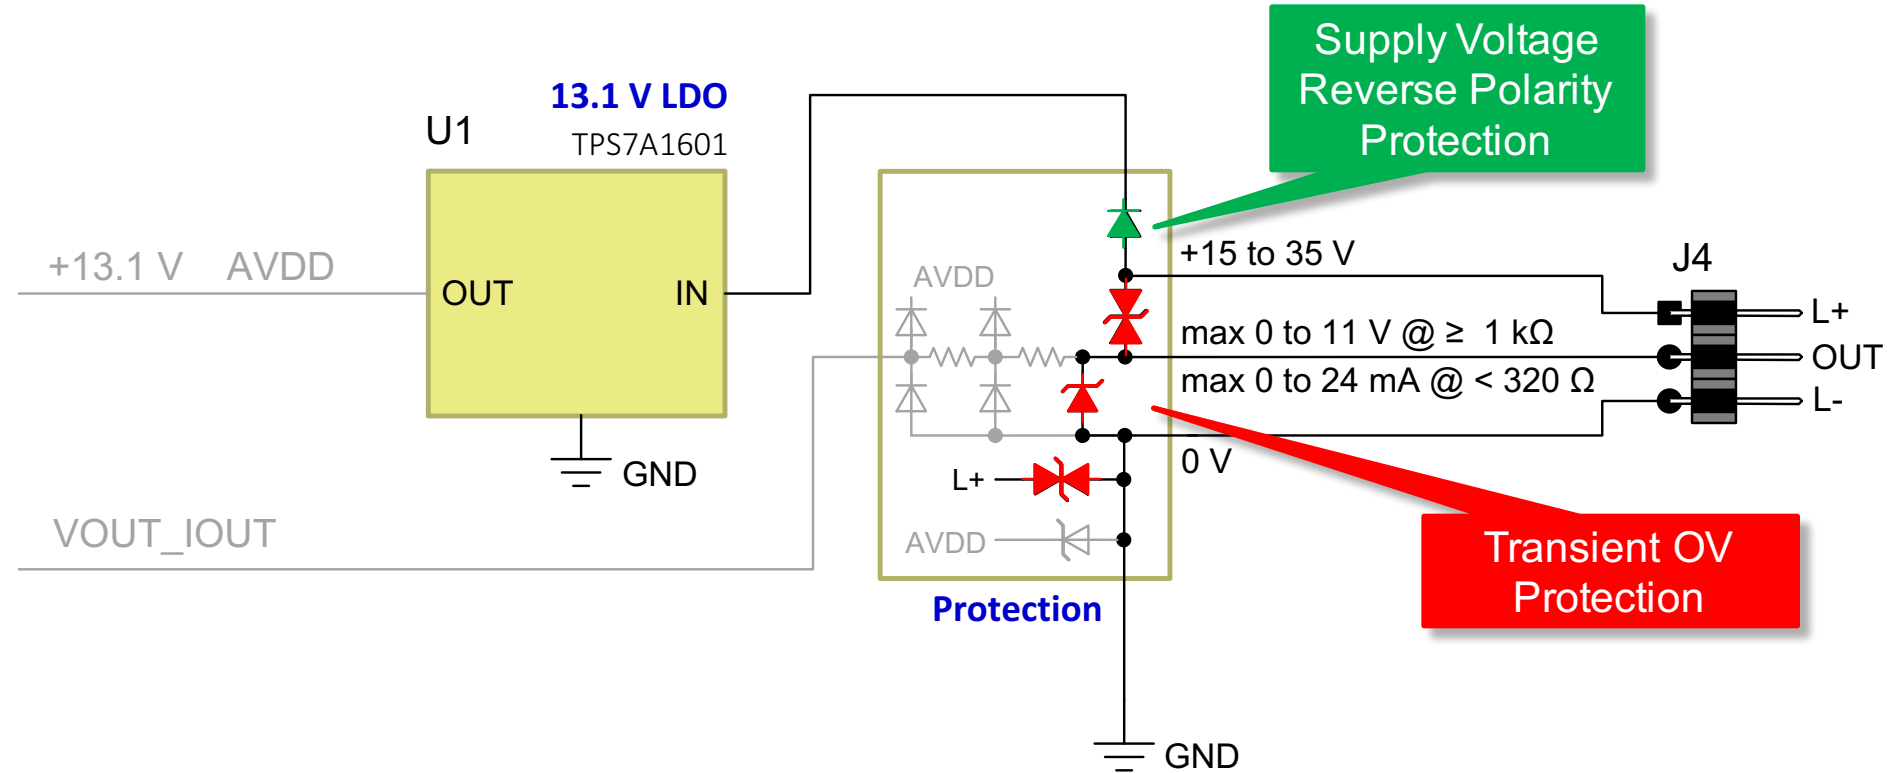 Supply Voltage
Reverse Polarity
Protection
13.1 V LDO
U1
TPS7A1601
+13.1 V AVDD
OUT
IN
AVDD
+15 to 35 V
J4
L+
max 0 to 11 V @ ≥ 1 kΩ
OUT
max 0 to 24 mA @ < 320 Ω
L-
GND
0 V
L+
VOUT_IOUT
AVDD
Transient OV
Protection
Protection
GND